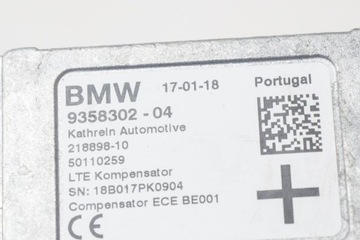 BMW 17-01-18 Portugal
9358302 - 04
Kathrein Automotive
218898-10
50110259
LTE Kompensator
SN: 18B017PK0904
Compensator ECE BE001
CE